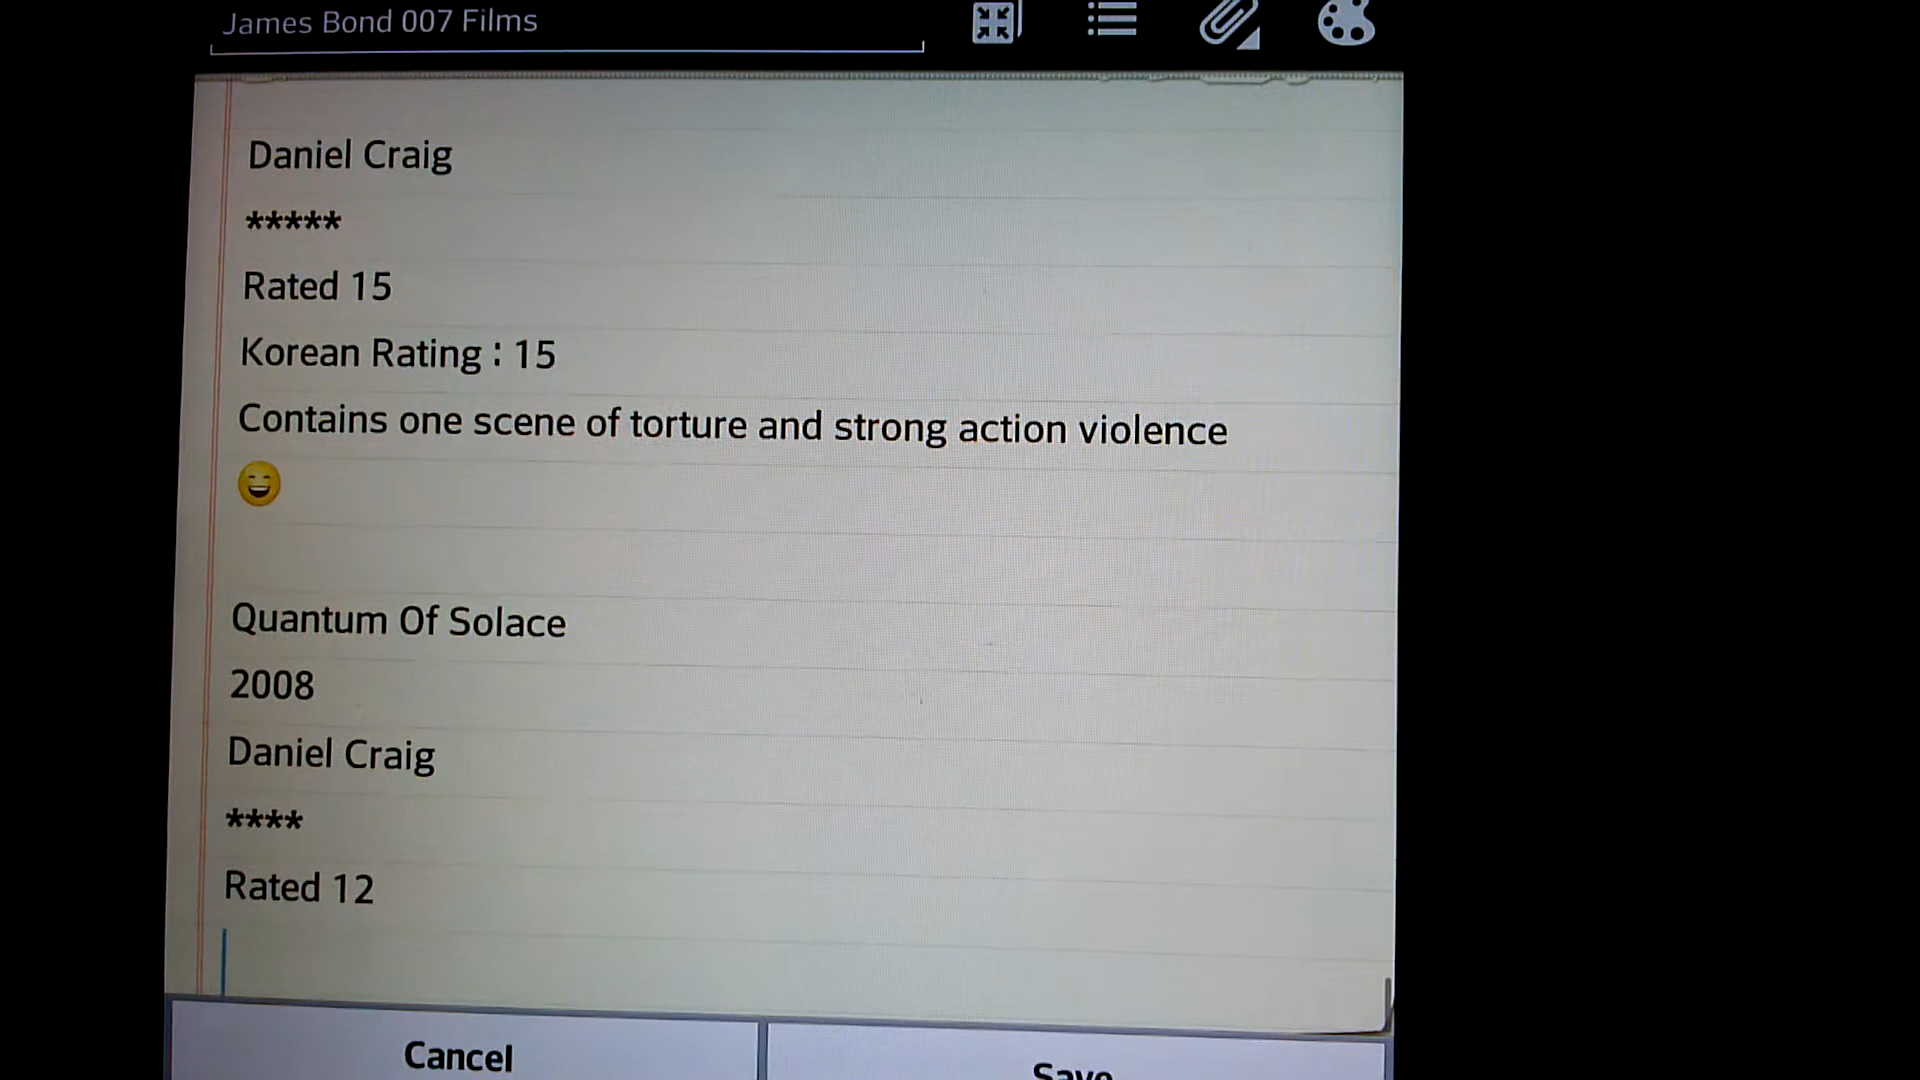 James Bond 007 Films
Daniel Craig
*****
Rated 15
Korean Rating : 15
Contains one scene of torture and strong action violence
😄
Quantum Of Solace
2008
Daniel Craig
****
Rated 12
Cancel
Save